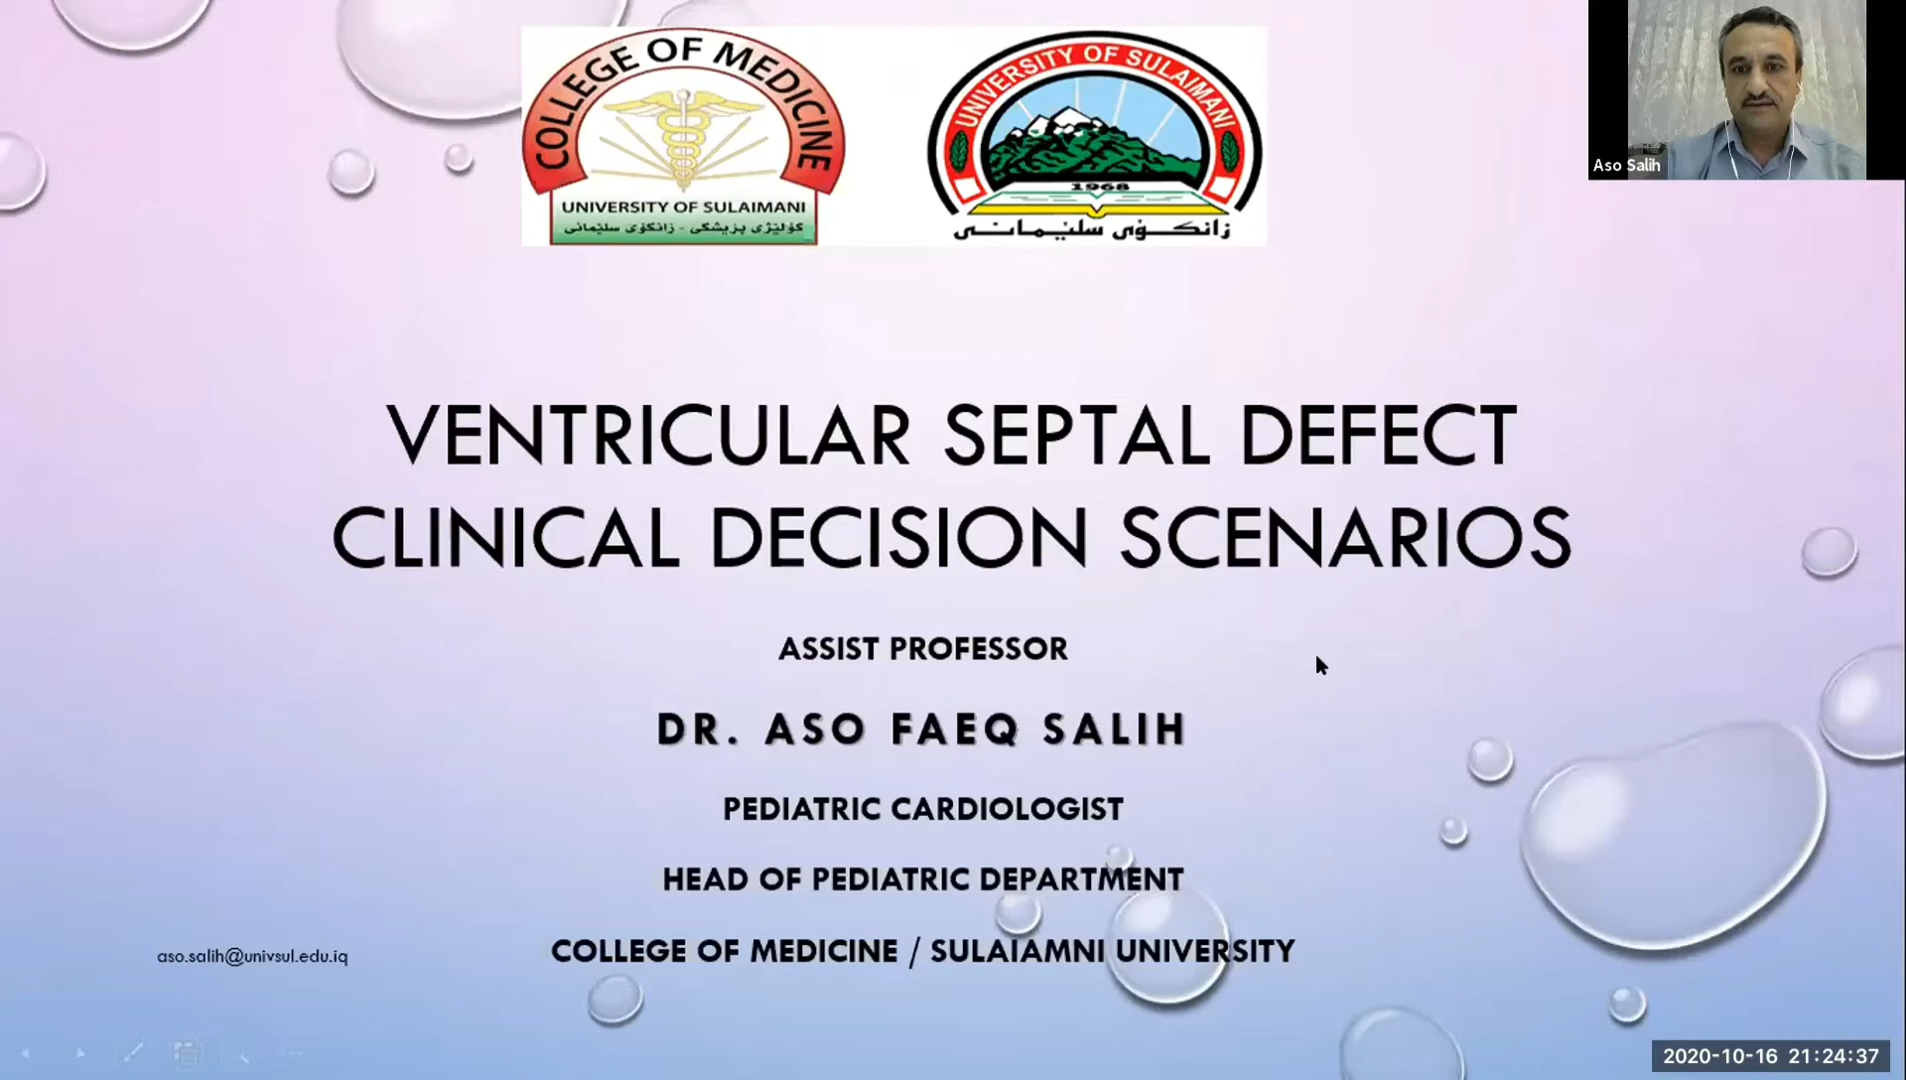 COLLEGE OF MEDICINE
UNIVERSITY OF SULAIMANI
کۆلێژی پزیشکی - زانکۆی سلێمانی
UNIVERSITY OF SULAIMANI
1968
زانكـــۆی سلێـمانـــی
Aso Salih
VENTRICULAR SEPTAL DEFECT
CLINICAL DECISION SCENARIOS
ASSIST PROFESSOR
DR. ASO FAEQ SALIH
PEDIATRIC CARDIOLOGIST
HEAD OF PEDIATRIC DEPARTMENT
COLLEGE OF MEDICINE / SULAIAMNI UNIVERSITY
aso.salih@univsul.edu.iq
2020-10-16 21:24:37